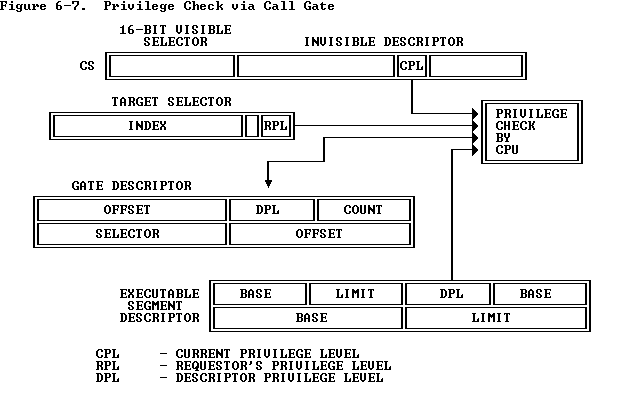 Figure 6-7.  Privilege Check via Call Gate
16-BIT VISIBLE
SELECTOR
INVISIBLE DESCRIPTOR
CS
CPL
TARGET SELECTOR
INDEX
RPL
PRIVILEGE
CHECK
BY
CPU
GATE DESCRIPTOR
OFFSET
DPL
COUNT
SELECTOR
OFFSET
EXECUTABLE
SEGMENT
DESCRIPTOR
BASE
LIMIT
DPL
BASE
BASE
LIMIT
CPL - CURRENT PRIVILEGE LEVEL
RPL - REQUESTOR'S PRIVILEGE LEVEL
DPL - DESCRIPTOR PRIVILEGE LEVEL